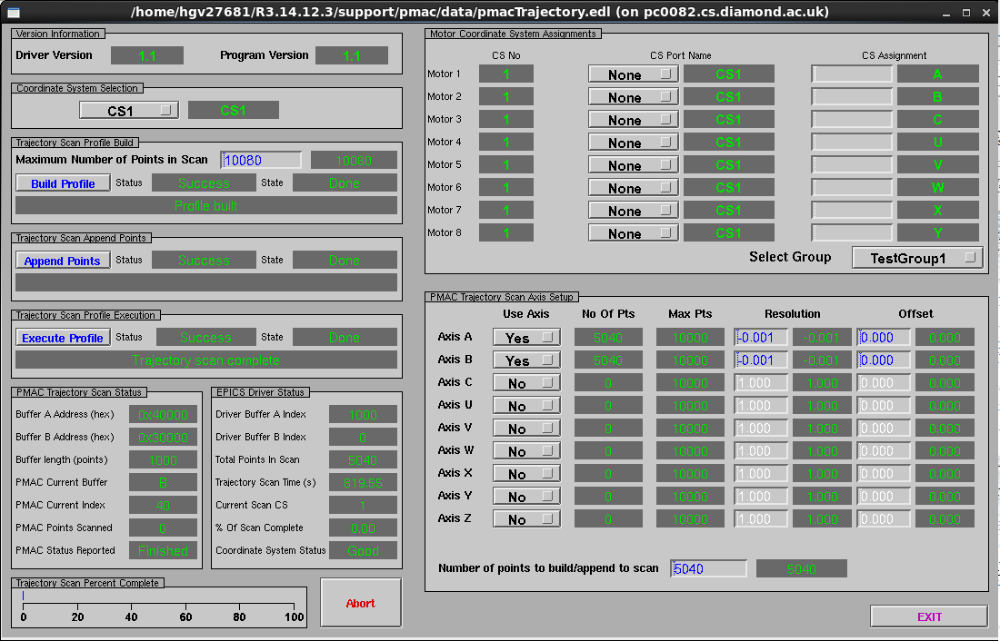 /home/hgv27681/R3.14.12.3/support/pmac/data/pmacTrajectory.edl (on pc0082.cs.diamond.ac.uk)
Version Information
Driver Version 1.1 Program Version 1.1
Coordinate System Selection
CS1 CS1
Trajectory Scan Profile Build
Maximum Number of Points in Scan 10080 10080
Build Profile Status Success State Done
Profile built
Trajectory Scan Append Points
Append Points Status Success State Done
Trajectory Scan Profile Execution
Execute Profile Status Success State Done
Trajectory scan complete
PMAC Trajectory Scan Status
Buffer A Address (hex) 0x40000
Buffer B Address (hex) 0x30000
Buffer length (points) 1000
PMAC Current Buffer B
PMAC Current Index 40
PMAC Points Scanned 0
PMAC Status Reported Finished
EPICS Driver Status
Driver Buffer A Index 1000
Driver Buffer B Index 0
Total Points In Scan 5040
Trajectory Scan Time (s) 819.55
Current Scan CS 1
% Of Scan Complete 0.00
Coordinate System Status Good
Trajectory Scan Percent Complete
0 20 40 60 80 100
Abort
Motor Coordinate System Assignments
CS No CS Port Name CS Assignment
Motor 1 1 None CS1 A
Motor 2 1 None CS1 B
Motor 3 1 None CS1 C
Motor 4 1 None CS1 U
Motor 5 1 None CS1 V
Motor 6 1 None CS1 W
Motor 7 1 None CS1 X
Motor 8 1 None CS1 Y
Select Group TestGroup1
PMAC Trajectory Scan Axis Setup
Use Axis No Of Pts Max Pts Resolution Offset
Axis A Yes 5040 10000 -0.001 -0.001 0.000 0.000
Axis B Yes 5040 10000 -0.001 -0.001 0.000 0.000
Axis C No 0 10000 1.000 1.000 0.000 0.000
Axis U No 0 10000 1.000 1.000 0.000 0.000
Axis V No 0 10000 1.000 1.000 0.000 0.000
Axis W No 0 10000 1.000 1.000 0.000 0.000
Axis X No 0 10000 1.000 1.000 0.000 0.000
Axis Y No 0 10000 1.000 1.000 0.000 0.000
Axis Z No 0 10000 1.000 1.000 0.000 0.000
Number of points to build/append to scan 5040 5040
EXIT